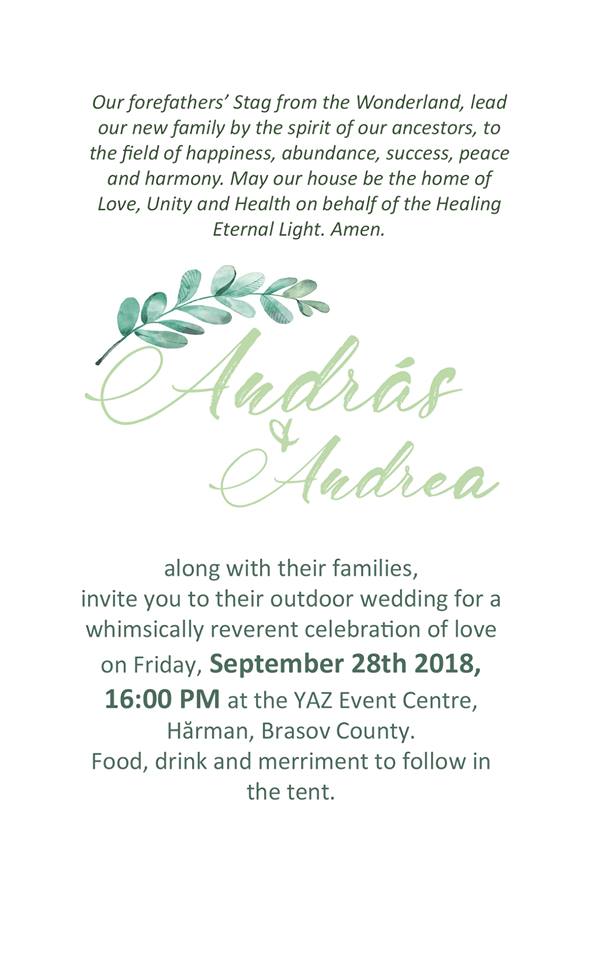 Our forefathers’ Stag from the Wonderland, lead
our new family by the spirit of our ancestors, to
the field of happiness, abundance, success, peace
and harmony. May our house be the home of
Love, Unity and Health on behalf of the Healing
Eternal Light. Amen.
András
&
Andrea
along with their families,
invite you to their outdoor wedding for a
whimsically reverent celebration of love
on Friday, September 28th 2018,
16:00 PM at the YAZ Event Centre,
Hărman, Brasov County.
Food, drink and merriment to follow in
the tent.